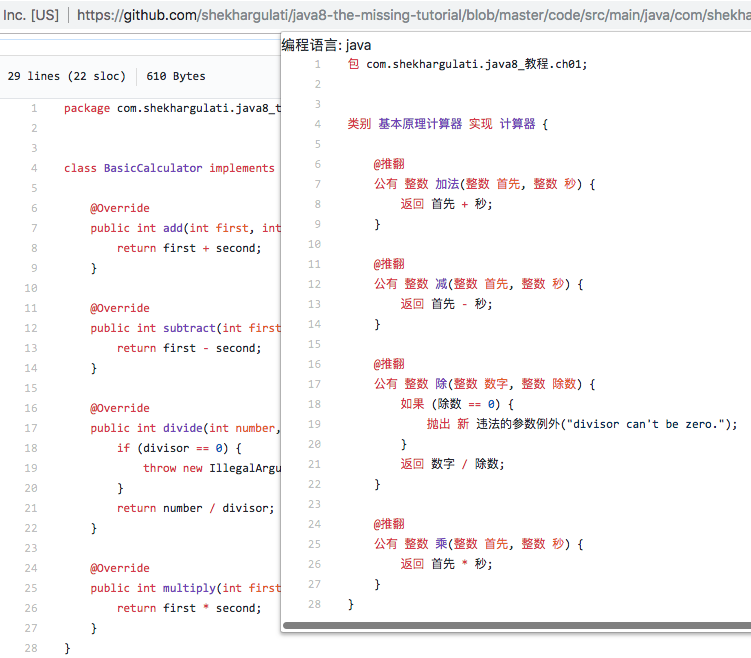 Inc. [US] | https://github.com/shekhargulati/java8-the-missing-tutorial/blob/master/code/src/main/java/com/shekha
29 lines (22 sloc) | 610 Bytes
1 package com.shekhargulati.java8_t
2
3
4 class BasicCalculator implements
5
6 @Override
7 public int add(int first, int
8 return first + second;
9 }
10
11 @Override
12 public int subtract(int first
13 return first - second;
14 }
15
16 @Override
17 public int divide(int number,
18 if (divisor == 0) {
19 throw new IllegalArgu
20 }
21 return number / divisor;
22 }
23
24 @Override
25 public int multiply(int first
26 return first * second;
27 }
28 }
编程语言: java
1 包 com.shekhargulati.java8_教程.ch01;
2
3
4 类别 基本原理计算器 实现 计算器 {
5
6 @推翻
7 公有 整数 加法(整数 首先, 整数 秒) {
8 返回 首先 + 秒;
9 }
10
11 @推翻
12 公有 整数 减(整数 首先, 整数 秒) {
13 返回 首先 - 秒;
14 }
15
16 @推翻
17 公有 整数 除(整数 数字, 整数 除数) {
18 如果 (除数 == 0) {
19 抛出 新 违法的参数例外("divisor can't be zero.");
20 }
21 返回 数字 / 除数;
22 }
23
24 @推翻
25 公有 整数 乘(整数 首先, 整数 秒) {
26 返回 首先 * 秒;
27 }
28 }